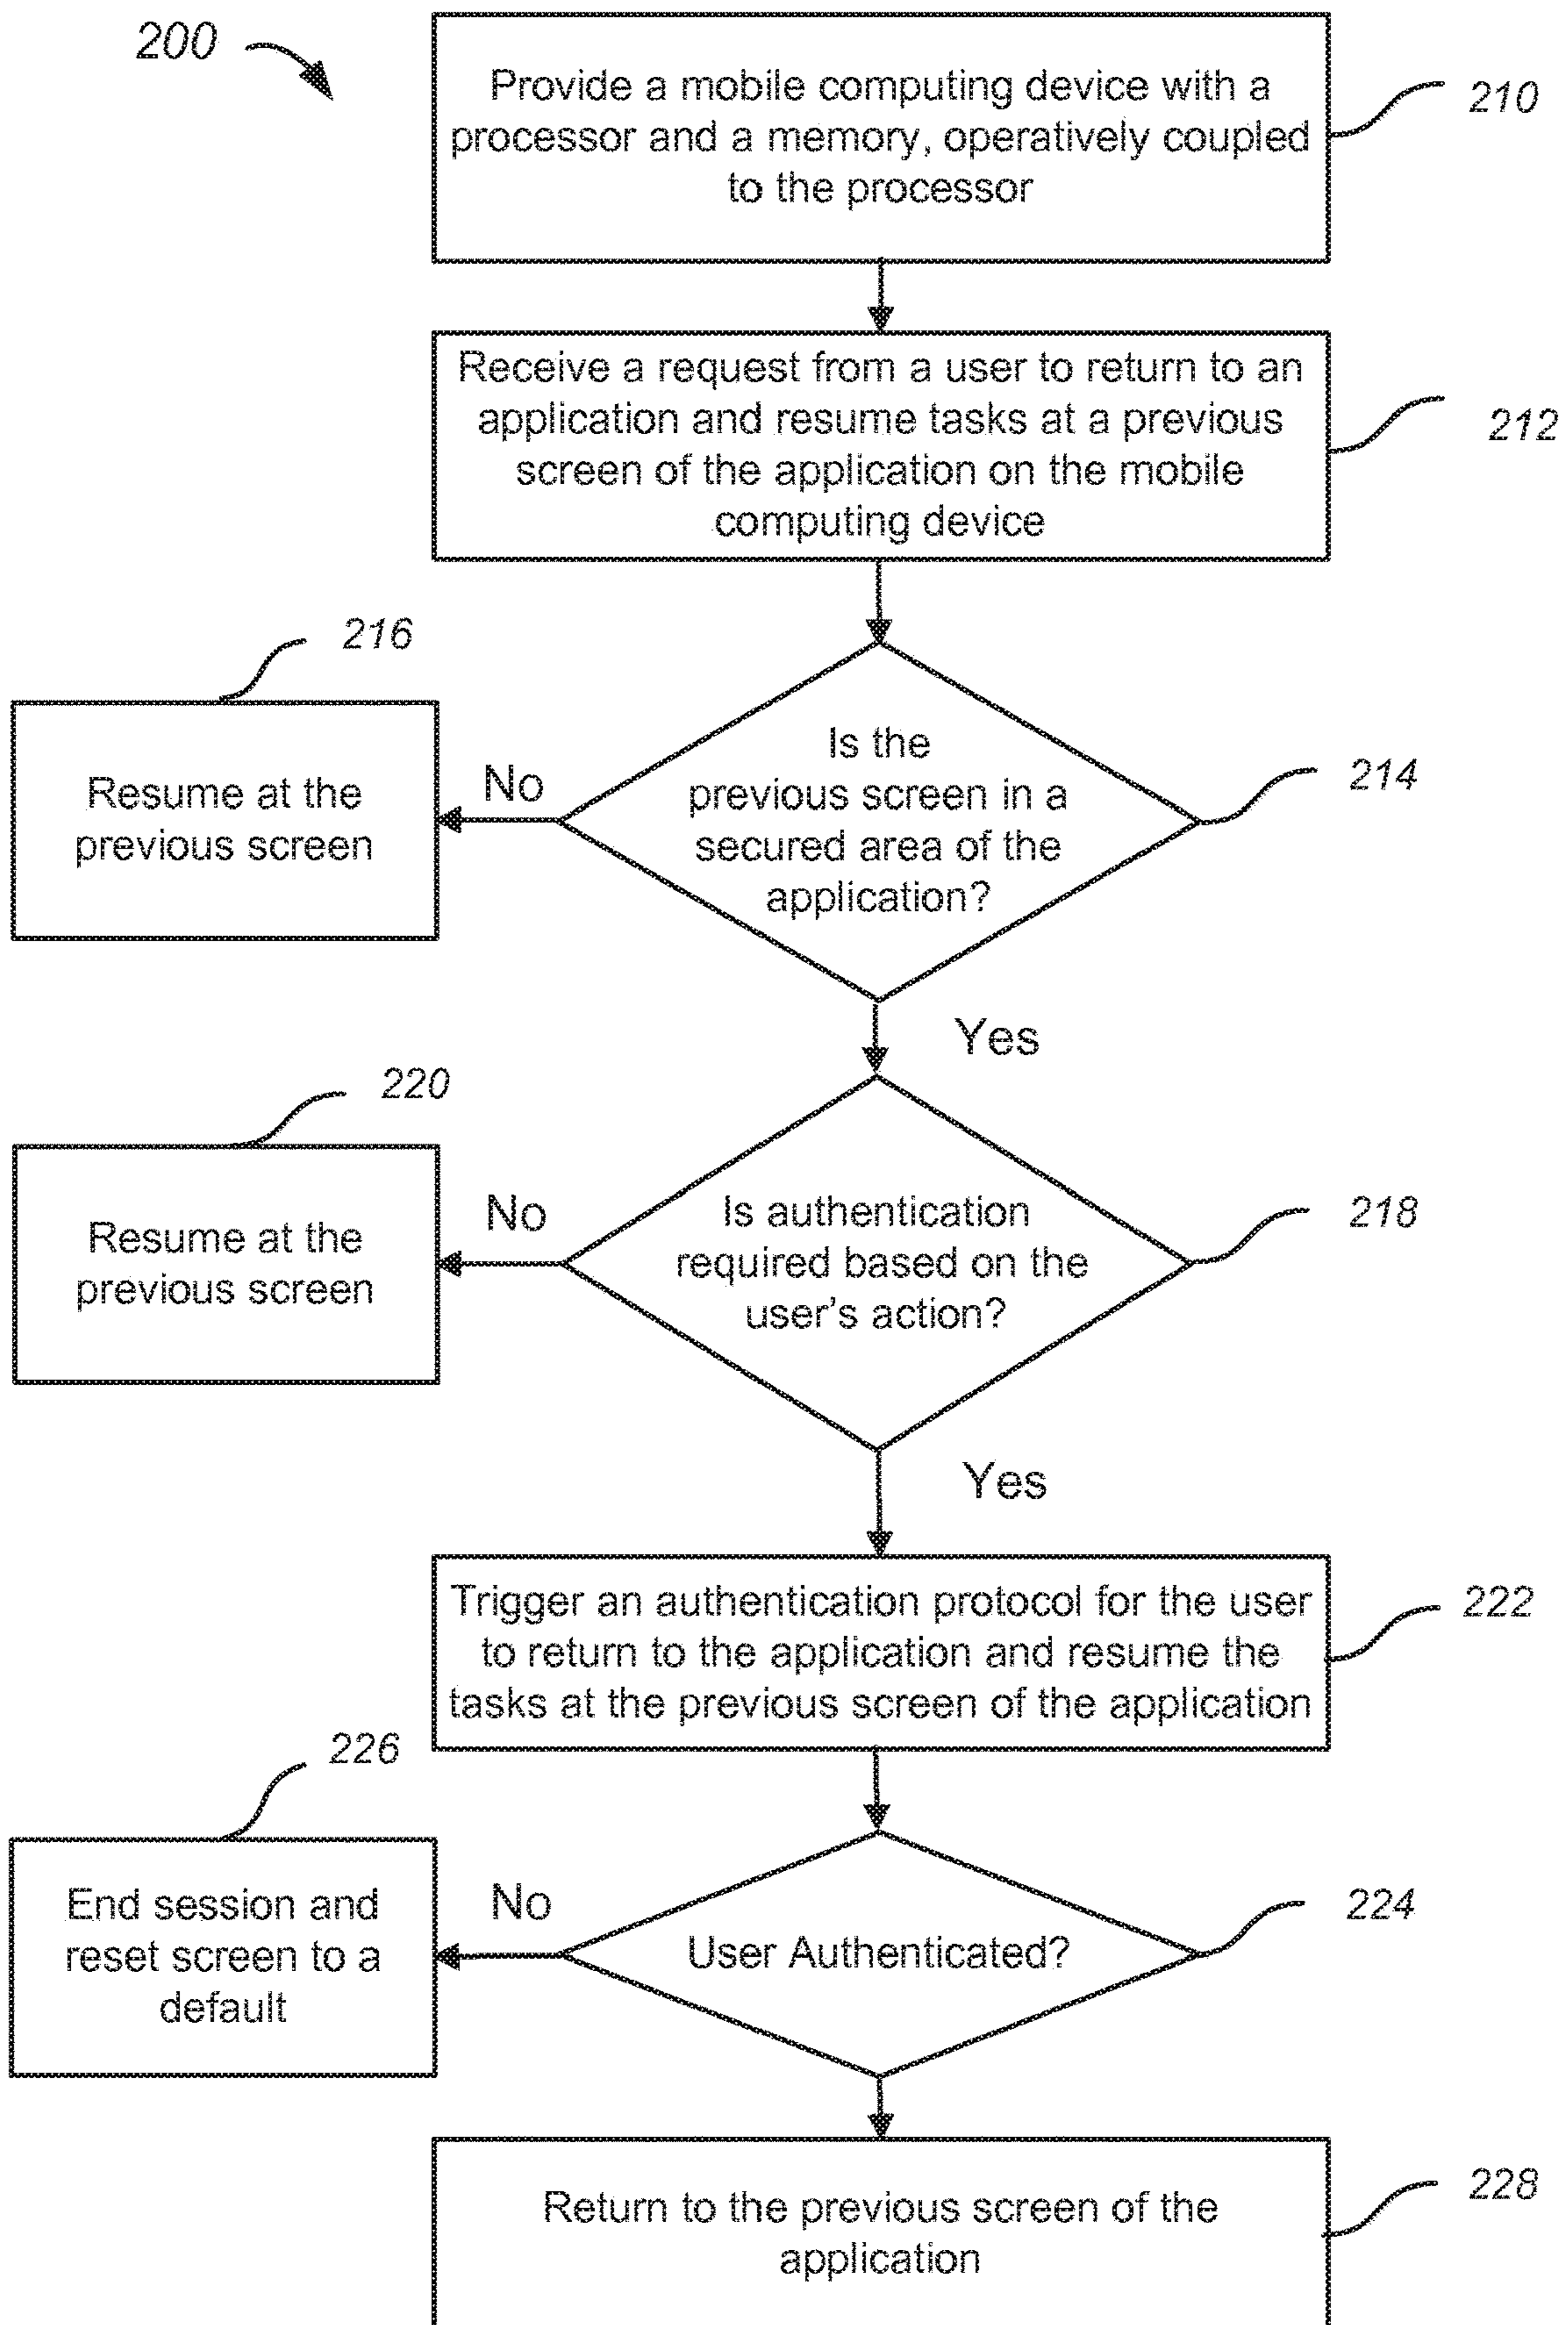 200
Provide a mobile computing device with a
processor and a memory, operatively coupled
to the processor
210
Receive a request from a user to return to an
application and resume tasks at a previous
screen of the application on the mobile
computing device
212
Is the
previous screen in a
secured area of the
application?
214
No
216
Resume at the
previous screen
Yes
Is authentication
required based on the
user's action?
218
No
220
Resume at the
previous screen
Yes
Trigger an authentication protocol for the user
to return to the application and resume the
tasks at the previous screen of the application
222
User Authenticated?
224
No
226
End session and
reset screen to a
default
Return to the previous screen of the
application
228